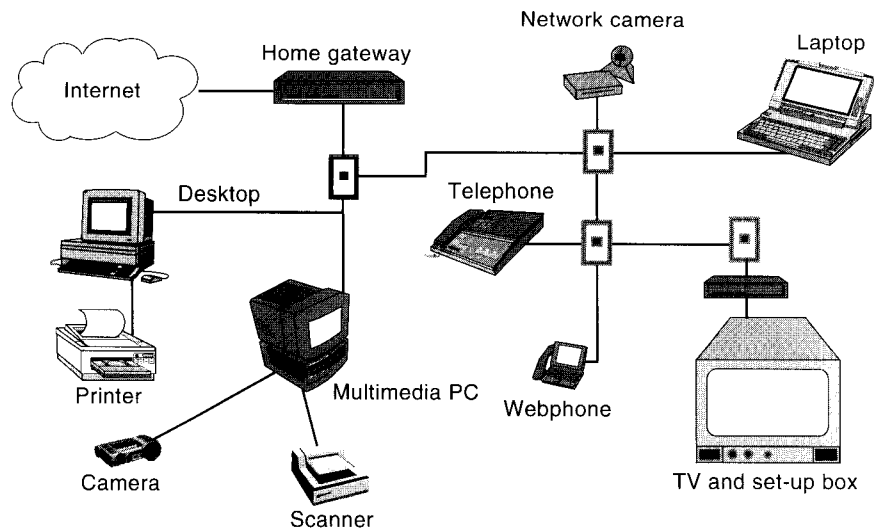 Network camera
Laptop
Home gateway
Internet
Desktop
Telephone
Printer
Multimedia PC
Webphone
Camera
TV and set-up box
Scanner